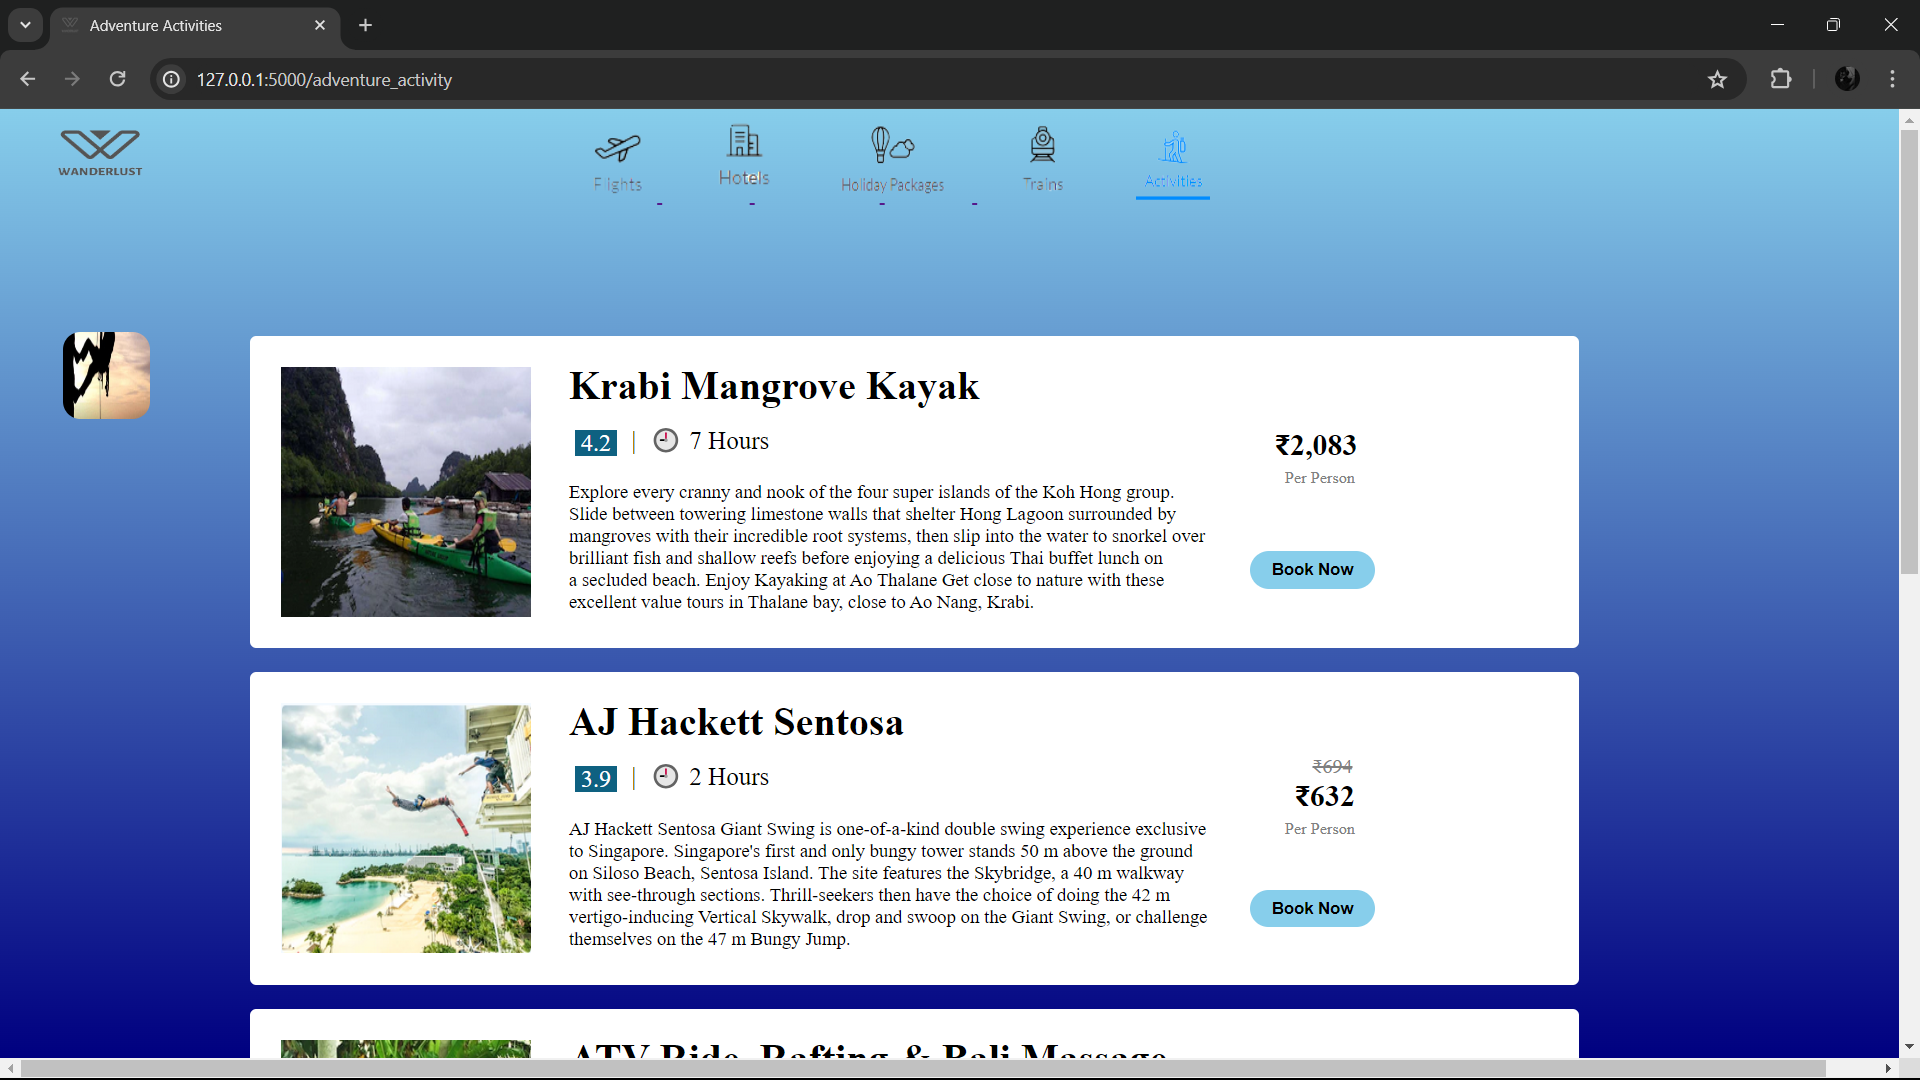 Adventure Activities
127.0.0.1:5000/adventure_activity
WANDERLUST
Flights
Hotels
Holiday Packages
Trains
Activities
Krabi Mangrove Kayak
4.2 | 7 Hours
₹2,083
Per Person
Explore every cranny and nook of the four super islands of the Koh Hong group.
Slide between towering limestone walls that shelter Hong Lagoon surrounded by
mangroves with their incredible root systems, then slip into the water to snorkel over
brilliant fish and shallow reefs before enjoying a delicious Thai buffet lunch on
a secluded beach. Enjoy Kayaking at Ao Thalane Get close to nature with these
excellent value tours in Thalane bay, close to Ao Nang, Krabi.
Book Now
AJ Hackett Sentosa
3.9 | 2 Hours
₹694
₹632
Per Person
AJ Hackett Sentosa Giant Swing is one-of-a-kind double swing experience exclusive
to Singapore. Singapore's first and only bungy tower stands 50 m above the ground
on Siloso Beach, Sentosa Island. The site features the Skybridge, a 40 m walkway
with see-through sections. Thrill-seekers then have the choice of doing the 42 m
vertigo-inducing Vertical Skywalk, drop and swoop on the Giant Swing, or challenge
themselves on the 47 m Bungy Jump.
Book Now
ATV Ride, Rafting & Bali Massage